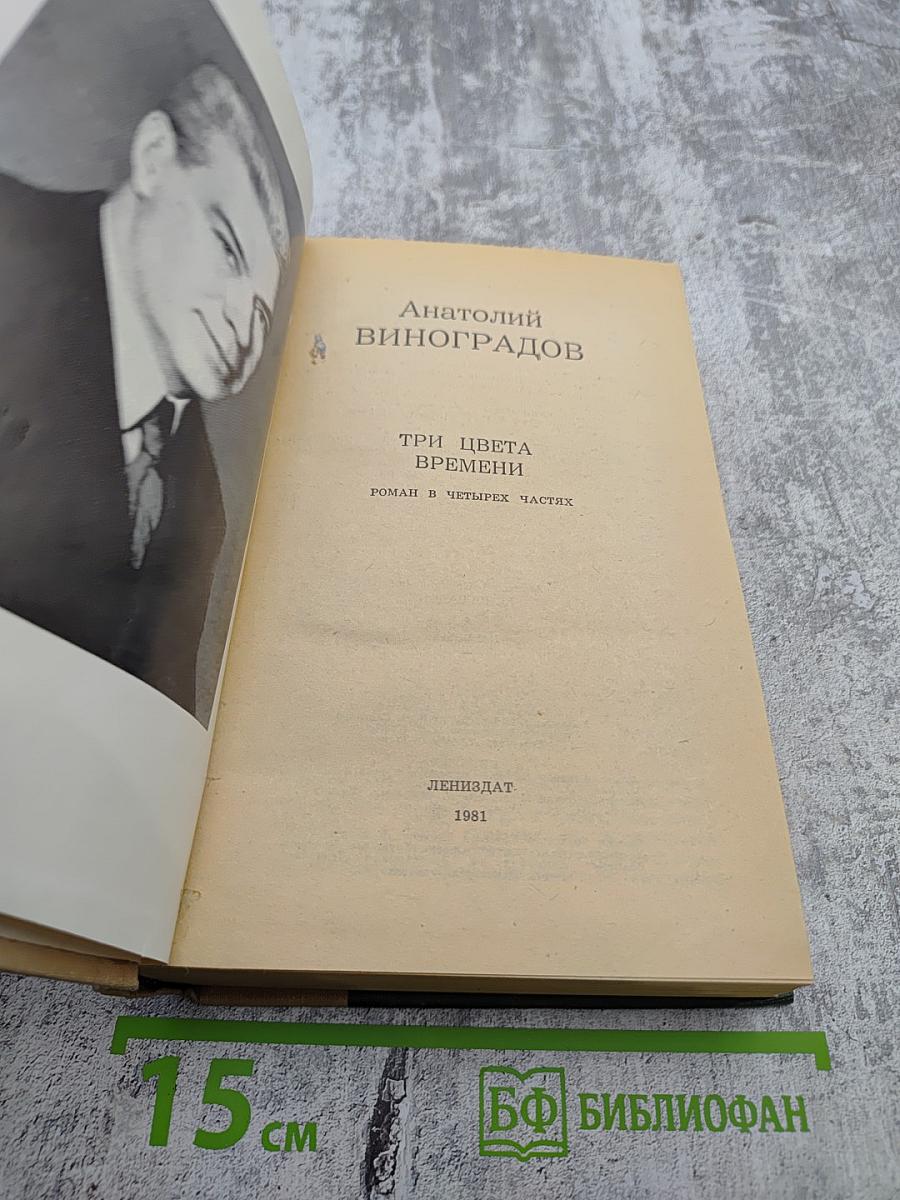 Анатолий
ВИНОГРАДОВ
ТРИ ЦВЕТА
ВРЕМЕНИ
РОМАН В ЧЕТЫРЕХ ЧАСТЯХ
ЛЕНИЗДАТ
1981
15 см
БФ БИБЛИОФАН